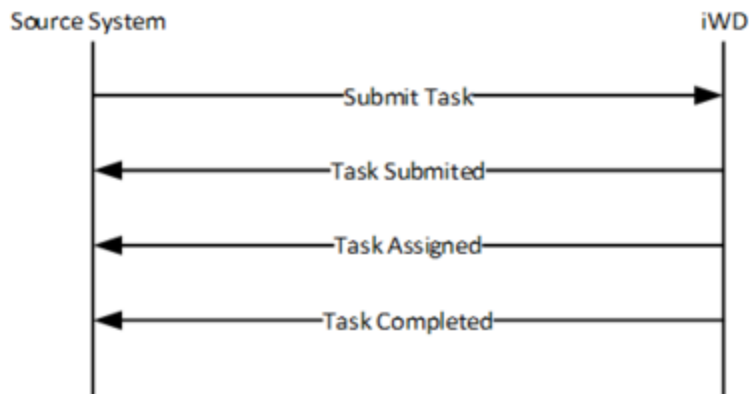 Source System
iWD
Submit Task
Task Submited
Task Assigned
Task Completed